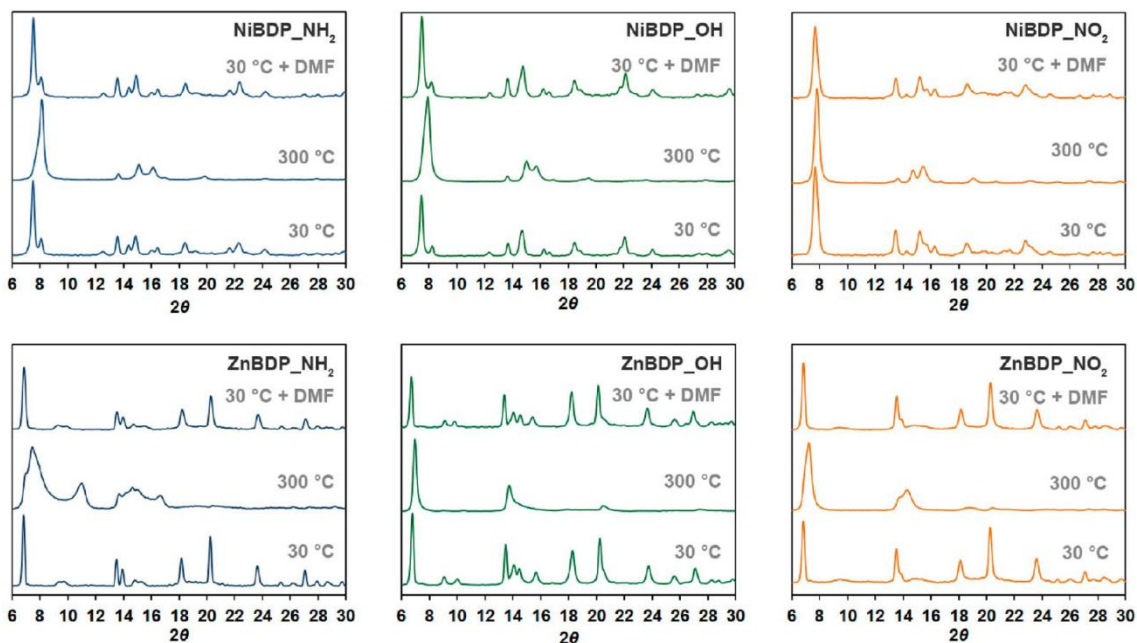 NiBDP_NH₂
30 °C + DMF
300 °C
30 °C
6 8 10 12 14 16 18 20 22 24 26 28 30
2θ
NiBDP_OH
30 °C + DMF
300 °C
30 °C
6 8 10 12 14 16 18 20 22 24 26 28 30
2θ
NiBDP_NO₂
30 °C + DMF
300 °C
30 °C
6 8 10 12 14 16 18 20 22 24 26 28 30
2θ
ZnBDP_NH₂
30 °C + DMF
300 °C
30 °C
6 8 10 12 14 16 18 20 22 24 26 28 30
2θ
ZnBDP_OH
30 °C + DMF
300 °C
30 °C
6 8 10 12 14 16 18 20 22 24 26 28 30
2θ
ZnBDP_NO₂
30 °C + DMF
300 °C
30 °C
6 8 10 12 14 16 18 20 22 24 26 28 30
2θ